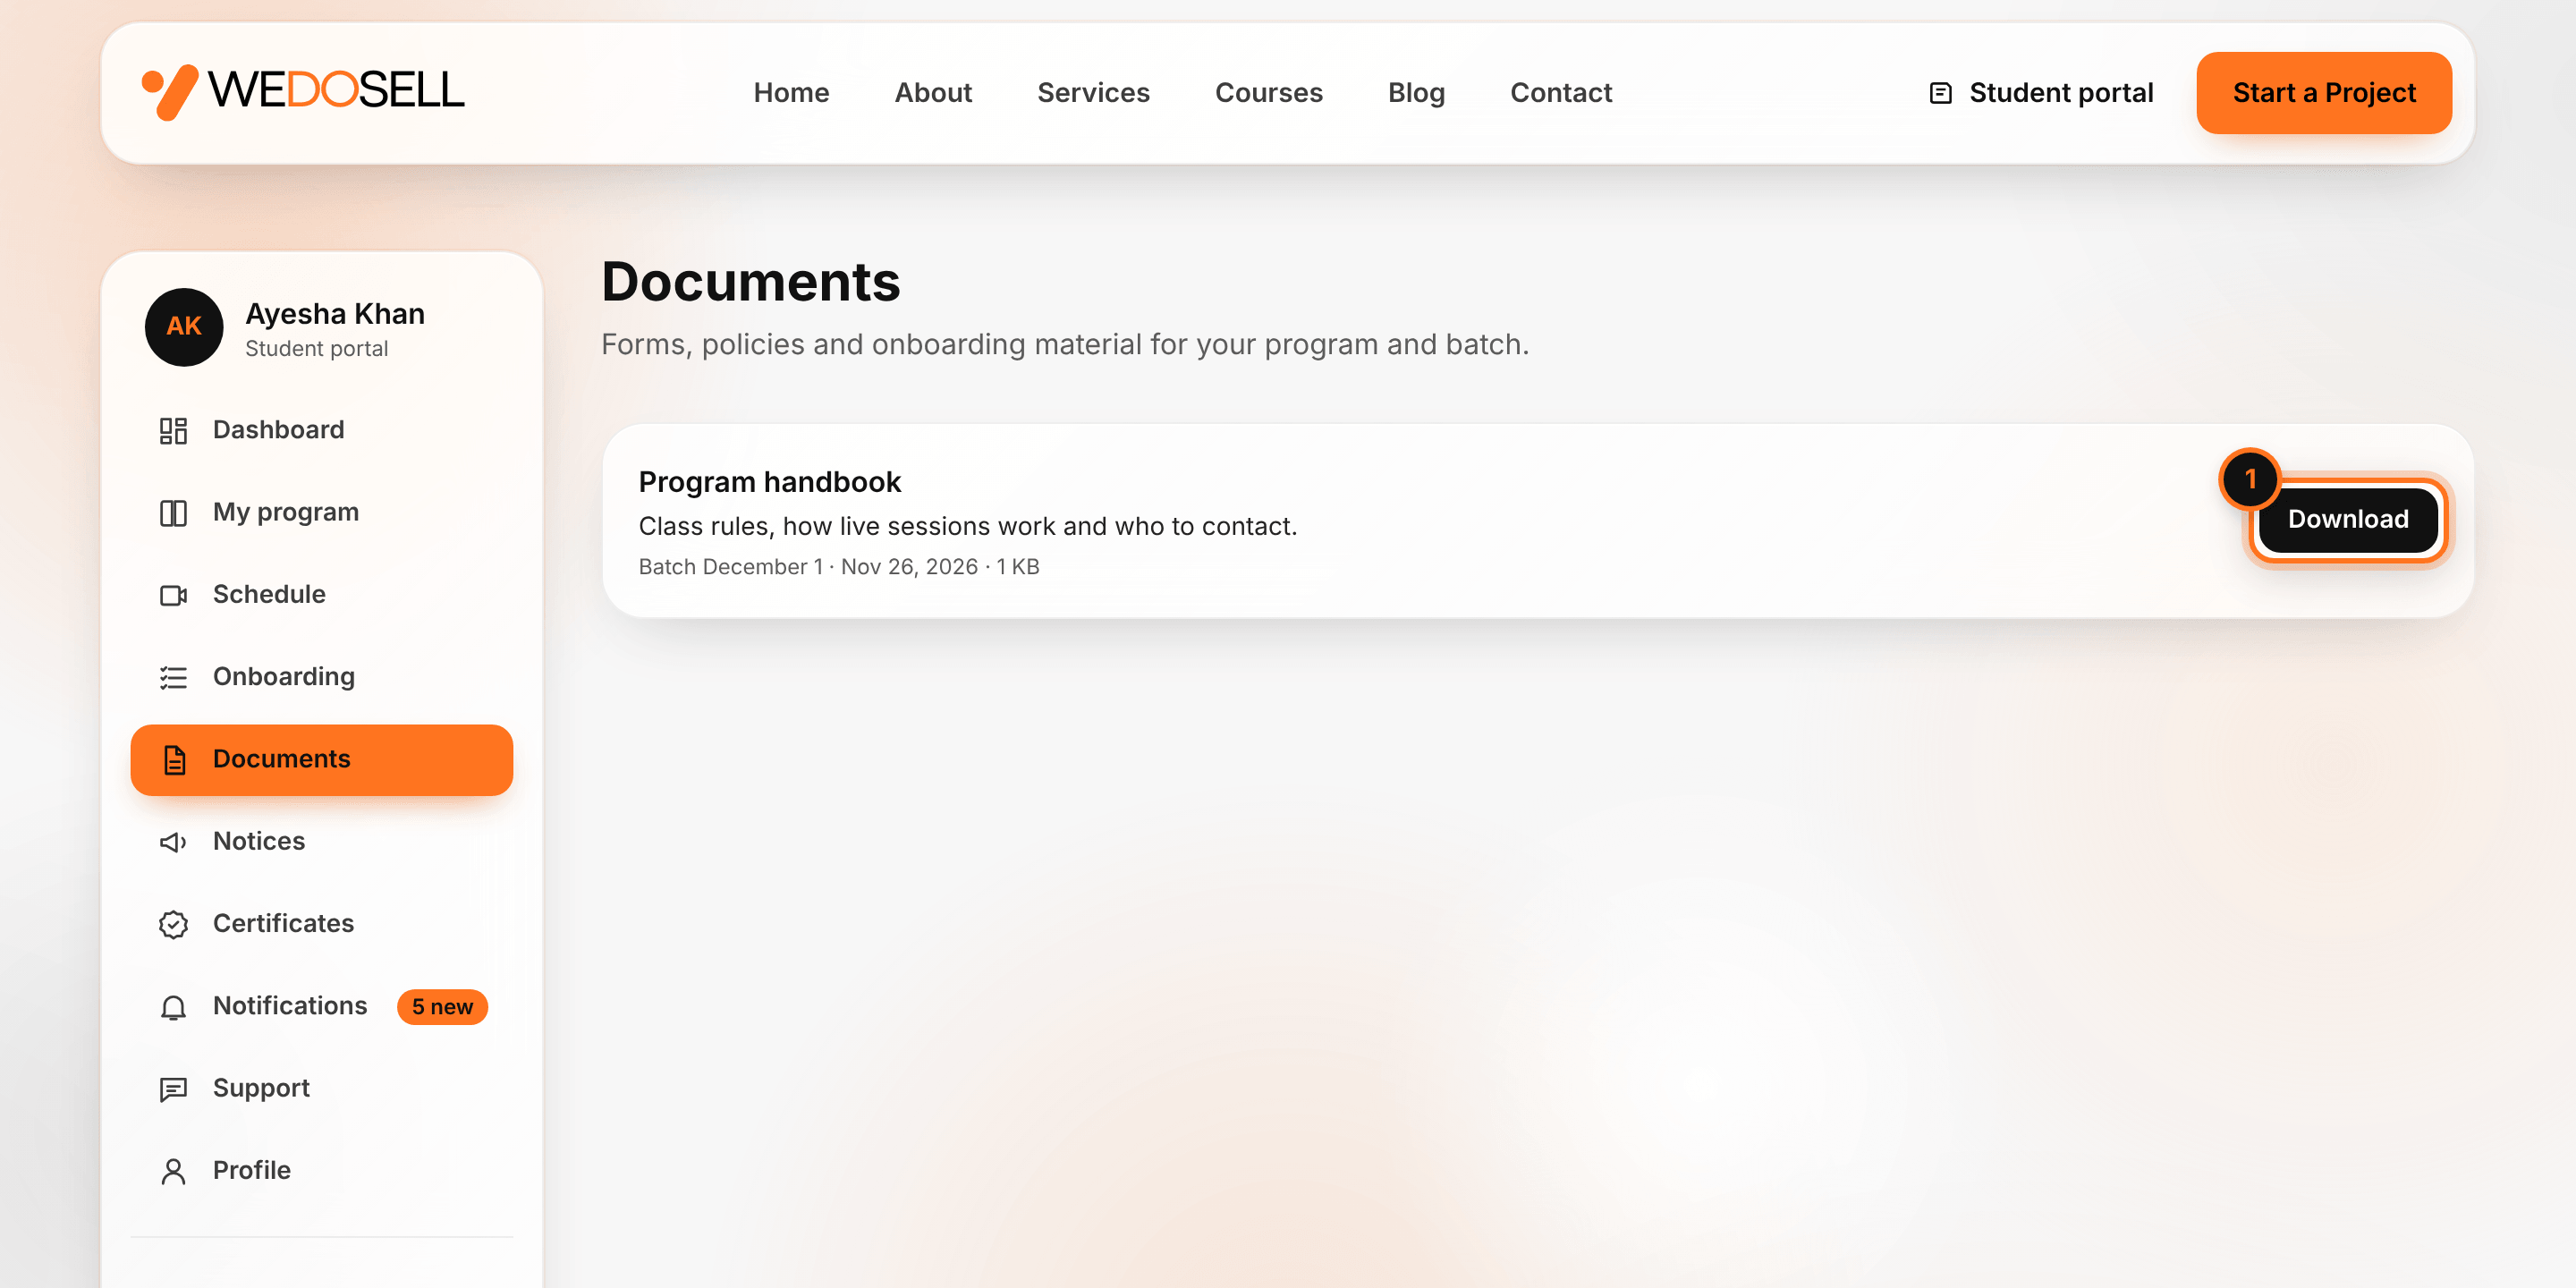 WEDOSELL
Home
About
Services
Courses
Blog
Contact
Student portal
Start a Project
AK
Ayesha Khan
Student portal
Dashboard
My program
Schedule
Onboarding
Documents
Notices
Certificates
Notifications
5 new
Support
Profile
Documents
Forms, policies and onboarding material for your program and batch.
Program handbook
Class rules, how live sessions work and who to contact.
Batch December 1 · Nov 26, 2026 · 1 KB
1
Download